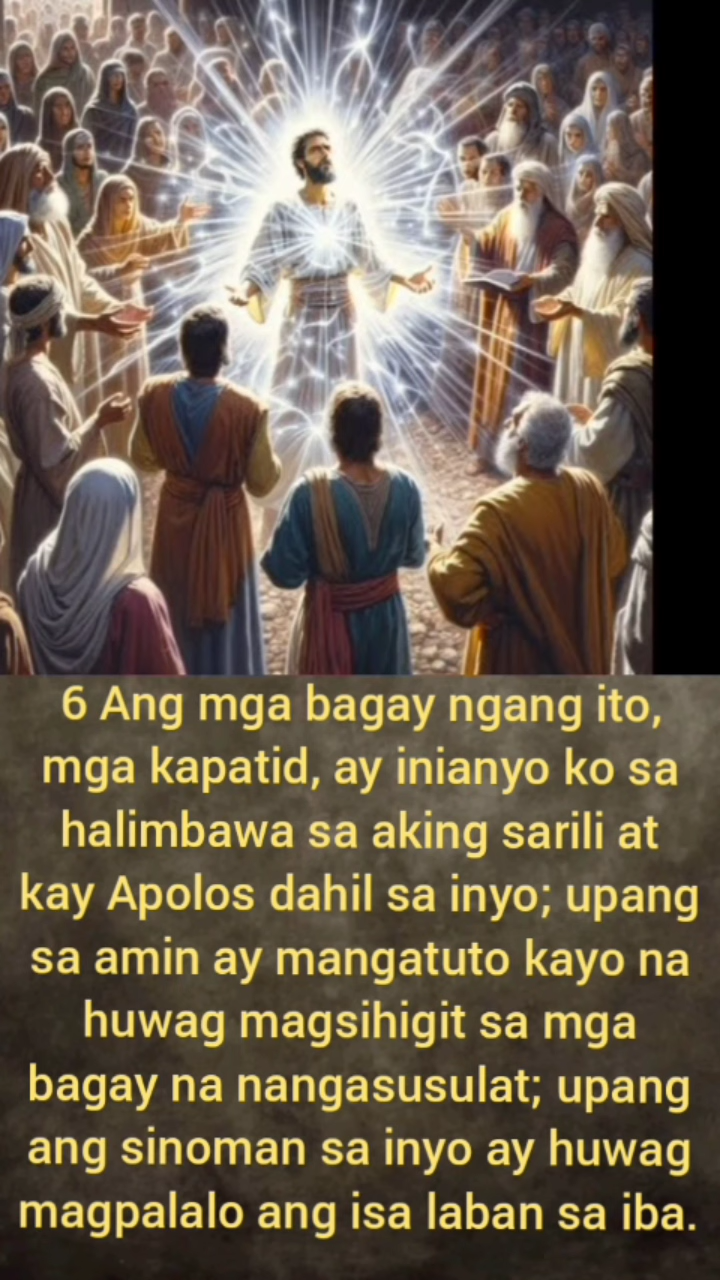 6 Ang mga bagay ngang ito,
mga kapatid, ay inianyo ko sa
halimbawa sa aking sarili at
kay Apolos dahil sa inyo; upang
sa amin ay mangatuto kayo na
huwag magsihigit sa mga
bagay na nangasusulat; upang
ang sinoman sa inyo ay huwag
magpalalo ang isa laban sa iba.